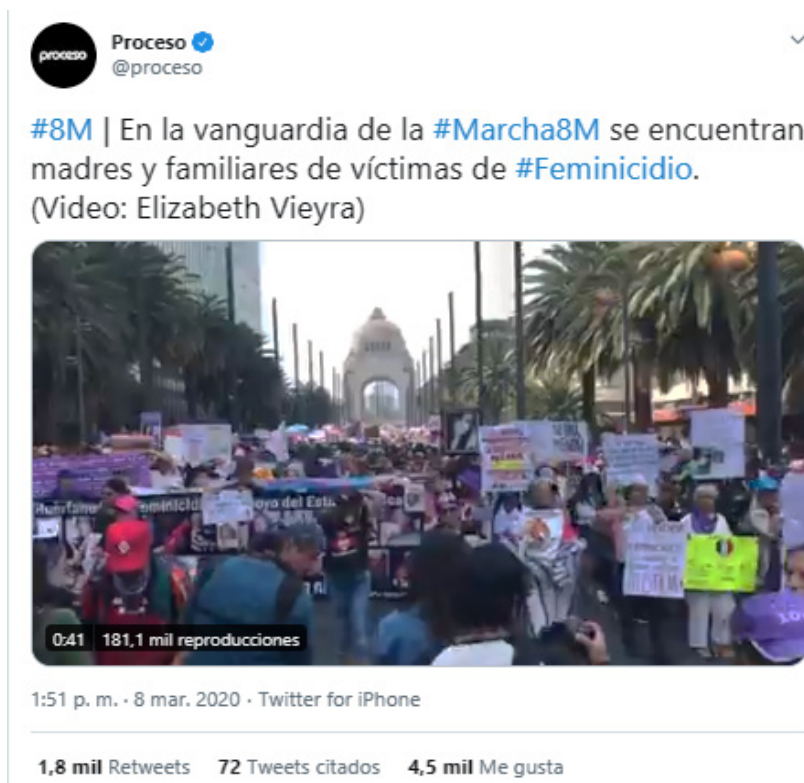 proceso
Proceso
@proceso
#8M | En la vanguardia de la #Marcha8M se encuentran
madres y familiares de víctimas de #Feminicidio.
(Video: Elizabeth Vieyra)
0:41 181,1 mil reproducciones
1:51 p. m. · 8 mar. 2020 · Twitter for iPhone
1,8 mil Retweets 72 Tweets citados 4,5 mil Me gusta